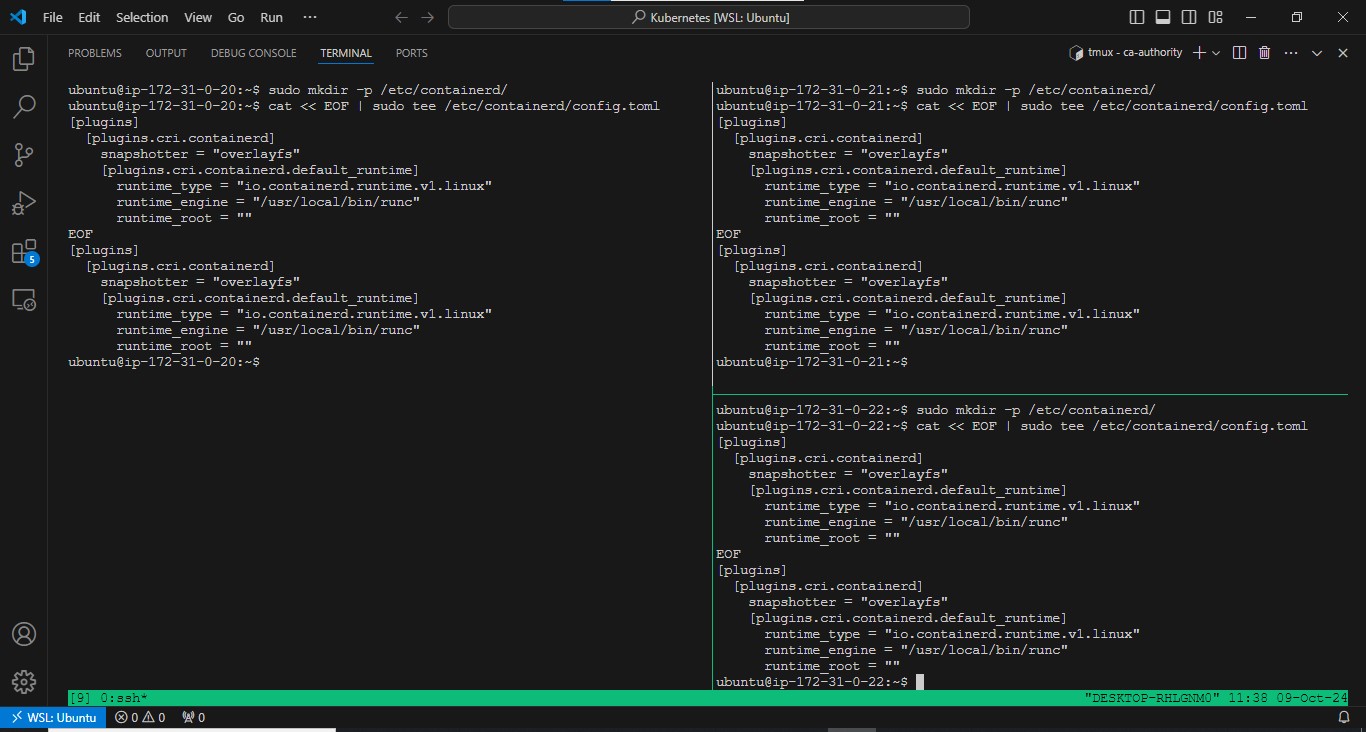 File Edit Selection View Go Run ···
Kubernetes [WSL: Ubuntu]
PROBLEMS OUTPUT DEBUG CONSOLE TERMINAL PORTS
tmux - ca-authority
ubuntu@ip-172-31-0-20:~$ sudo mkdir -p /etc/containerd/
ubuntu@ip-172-31-0-20:~$ cat << EOF | sudo tee /etc/containerd/config.toml
[plugins]
  [plugins.cri.containerd]
    snapshotter = "overlayfs"
    [plugins.cri.containerd.default_runtime]
      runtime_type = "io.containerd.runtime.v1.linux"
      runtime_engine = "/usr/local/bin/runc"
      runtime_root = ""
EOF
[plugins]
  [plugins.cri.containerd]
    snapshotter = "overlayfs"
    [plugins.cri.containerd.default_runtime]
      runtime_type = "io.containerd.runtime.v1.linux"
      runtime_engine = "/usr/local/bin/runc"
      runtime_root = ""
ubuntu@ip-172-31-0-20:~$
ubuntu@ip-172-31-0-21:~$ sudo mkdir -p /etc/containerd/
ubuntu@ip-172-31-0-21:~$ cat << EOF | sudo tee /etc/containerd/config.toml
[plugins]
  [plugins.cri.containerd]
    snapshotter = "overlayfs"
    [plugins.cri.containerd.default_runtime]
      runtime_type = "io.containerd.runtime.v1.linux"
      runtime_engine = "/usr/local/bin/runc"
      runtime_root = ""
EOF
[plugins]
  [plugins.cri.containerd]
    snapshotter = "overlayfs"
    [plugins.cri.containerd.default_runtime]
      runtime_type = "io.containerd.runtime.v1.linux"
      runtime_engine = "/usr/local/bin/runc"
      runtime_root = ""
ubuntu@ip-172-31-0-21:~$
ubuntu@ip-172-31-0-22:~$ sudo mkdir -p /etc/containerd/
ubuntu@ip-172-31-0-22:~$ cat << EOF | sudo tee /etc/containerd/config.toml
[plugins]
  [plugins.cri.containerd]
    snapshotter = "overlayfs"
    [plugins.cri.containerd.default_runtime]
      runtime_type = "io.containerd.runtime.v1.linux"
      runtime_engine = "/usr/local/bin/runc"
      runtime_root = ""
EOF
[plugins]
  [plugins.cri.containerd]
    snapshotter = "overlayfs"
    [plugins.cri.containerd.default_runtime]
      runtime_type = "io.containerd.runtime.v1.linux"
      runtime_engine = "/usr/local/bin/runc"
      runtime_root = ""
ubuntu@ip-172-31-0-22:~$
5
[9] 0:ssh* "DESKTOP-RHLGNM0" 11:38 09-Oct-24
WSL: Ubuntu 0 0 0